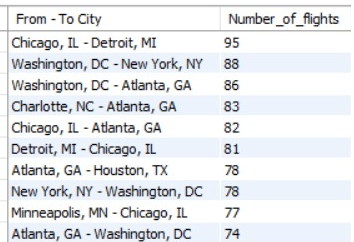 From - To City Number_of_flights
Chicago, IL - Detroit, MI 95
Washington, DC - New York, NY 88
Washington, DC - Atlanta, GA 86
Charlotte, NC - Atlanta, GA 83
Chicago, IL - Atlanta, GA 82
Detroit, MI - Chicago, IL 81
Atlanta, GA - Houston, TX 78
New York, NY - Washington, DC 78
Minneapolis, MN - Chicago, IL 77
Atlanta, GA - Washington, DC 74